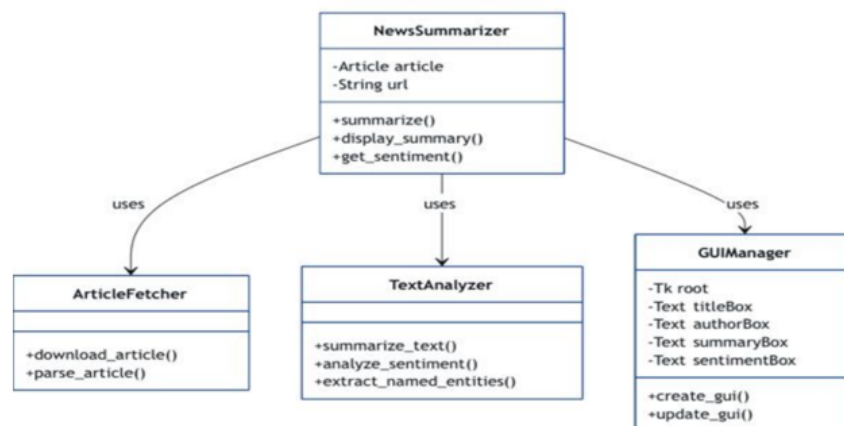 NewsSummarizer
-Article article
-String url
+summarize()
+display_summary()
+get_sentiment()
uses
uses
uses
ArticleFetcher
+download_article()
+parse_article()
TextAnalyzer
+summarize_text()
+analyze_sentiment()
+extract_named_entities()
GUIManager
-Tk root
-Text titleBox
-Text authorBox
-Text summaryBox
-Text sentimentBox
+create_gui()
+update_gui()